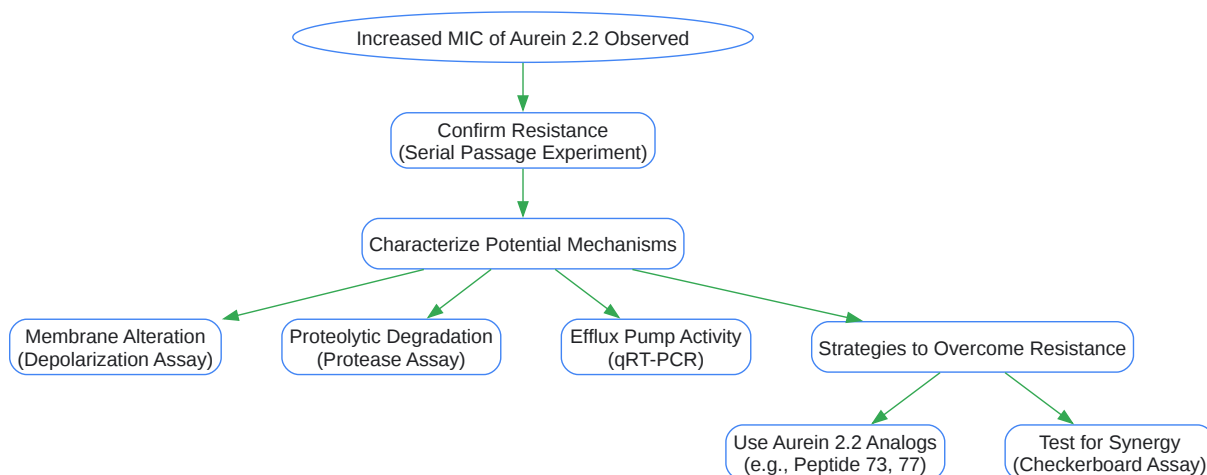 Increased MIC of Aurein 2.2 Observed
Confirm Resistance
(Serial Passage Experiment)
Characterize Potential Mechanisms
Membrane Alteration
(Depolarization Assay)
Proteolytic Degradation
(Protease Assay)
Efflux Pump Activity
(qRT-PCR)
Strategies to Overcome Resistance
Use Aurein 2.2 Analogs
(e.g., Peptide 73, 77)
Test for Synergy
(Checkerboard Assay)